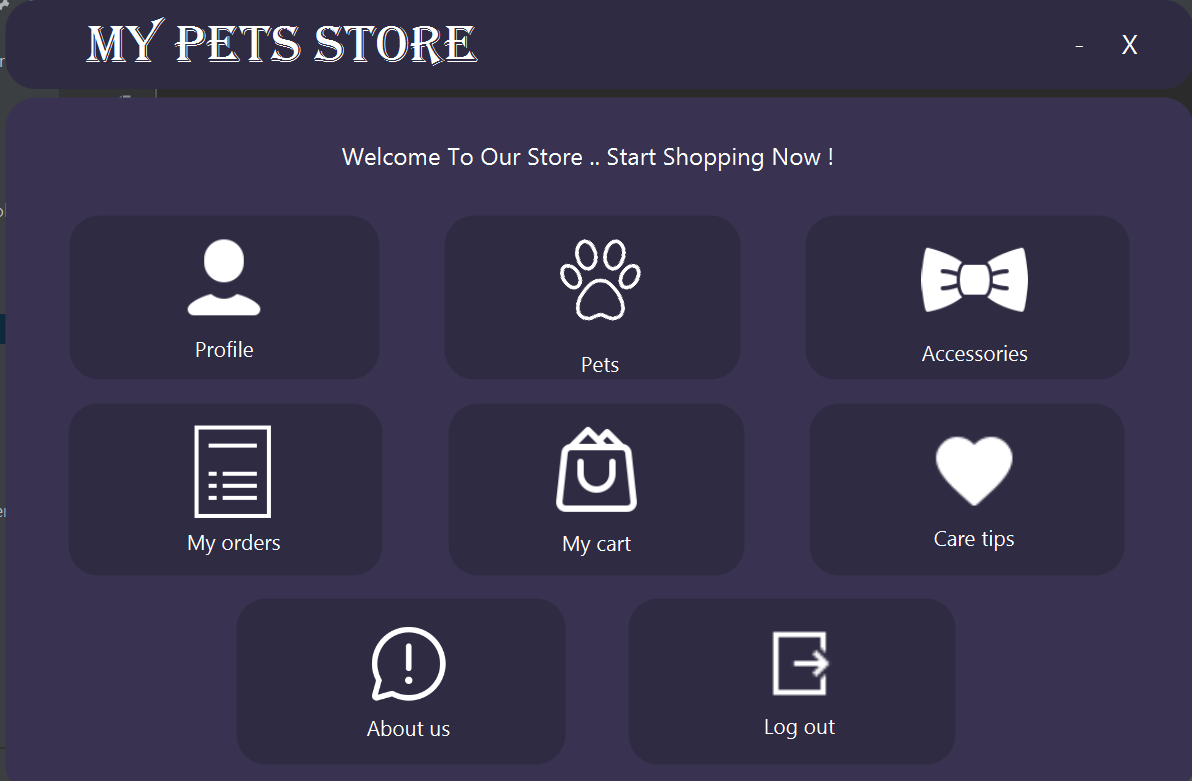 MY PETS STORE
- X
Welcome To Our Store .. Start Shopping Now !
Profile
Pets
Accessories
My orders
My cart
Care tips
About us
Log out